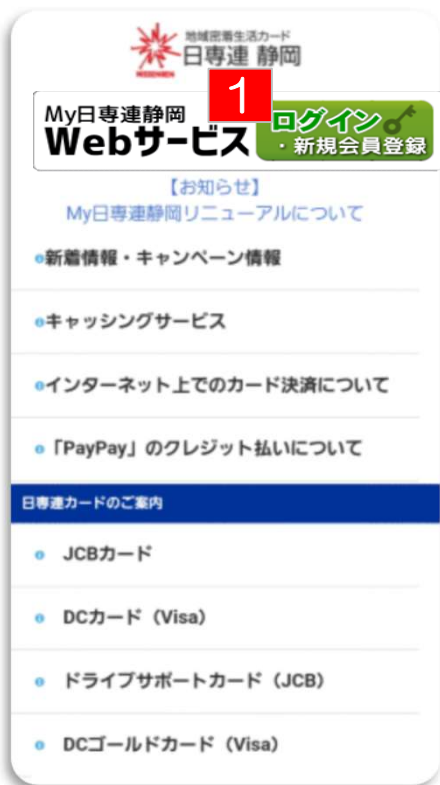 地域密着生活カード
日専連 静岡
NISSENREN
1
My日専連静岡
Webサービス
ログイン
・新規会員登録
【お知らせ】
My日専連静岡リニューアルについて
新着情報・キャンペーン情報
キャッシングサービス
インターネット上でのカード決済について
「PayPay」のクレジット払いについて
日専連カードのご案内
JCBカード
DCカード（Visa）
ドライブサポートカード（JCB）
DCゴールドカード（Visa）